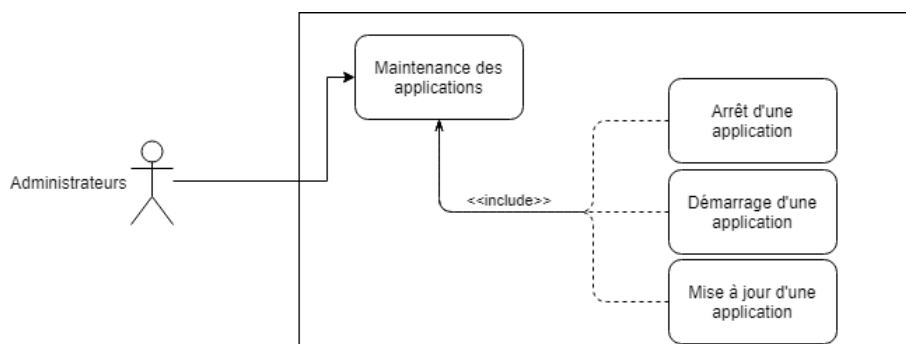 Maintenance des
applications
Arrêt d'une
application
Administrateurs
<<include>>
Démarrage d'une
application
Mise à jour d'une
application